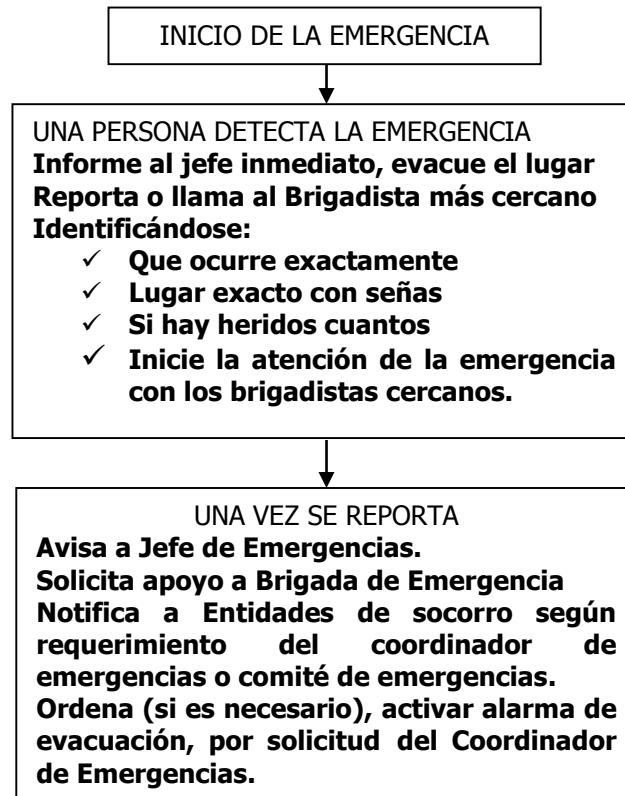 INICIO DE LA EMERGENCIA
UNA PERSONA DETECTA LA EMERGENCIA
Informe al jefe inmediato, evacue el lugar
Reporta o llama al Brigadista más cercano
Identificándose:
✓ Que ocurre exactamente
✓ Lugar exacto con señas
✓ Si hay heridos cuantos
✓ Inicie la atención de la emergencia
con los brigadistas cercanos.
UNA VEZ SE REPORTA
Avisa a Jefe de Emergencias.
Solicita apoyo a Brigada de Emergencia
Notifica a Entidades de socorro según
requerimiento del coordinador de
emergencias o comité de emergencias.
Ordena (si es necesario), activar alarma de
evacuación, por solicitud del Coordinador
de Emergencias.